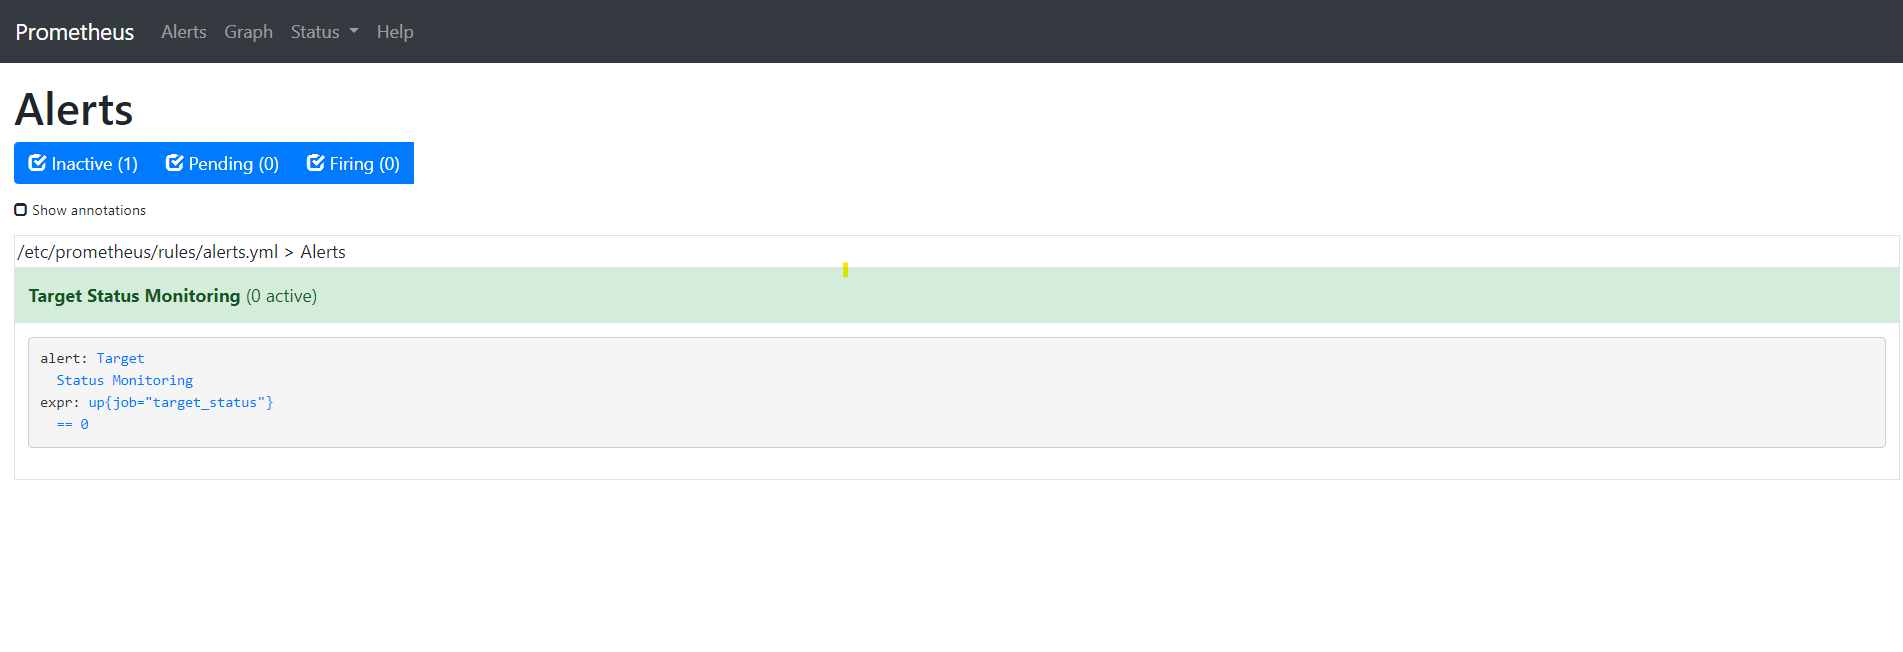 Prometheus Alerts Graph Status Help
Alerts
Inactive (1) Pending (0) Firing (0)
Show annotations
/etc/prometheus/rules/alerts.yml > Alerts
Target Status Monitoring (0 active)
alert: Target
Status Monitoring
expr: up{job="target_status"}
== 0